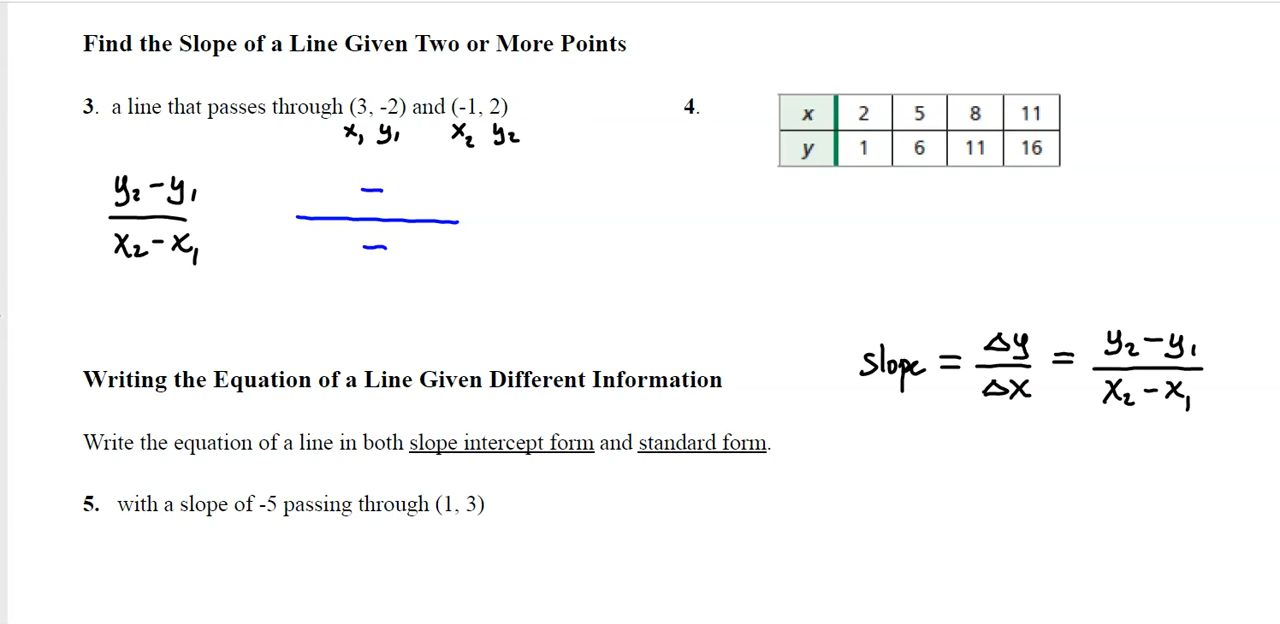 Find the Slope of a Line Given Two or More Points
3. a line that passes through (3, -2) and (-1, 2)
x₁ y₁ x₂ y₂
4.
x 2 5 8 11
y 1 6 11 16
y₂ - y₁
x₂ - x₁
-
-
slope = Δy/Δx = y₂ - y₁/x₂ - x₁
Writing the Equation of a Line Given Different Information
Write the equation of a line in both slope intercept form and standard form.
5. with a slope of -5 passing through (1, 3)